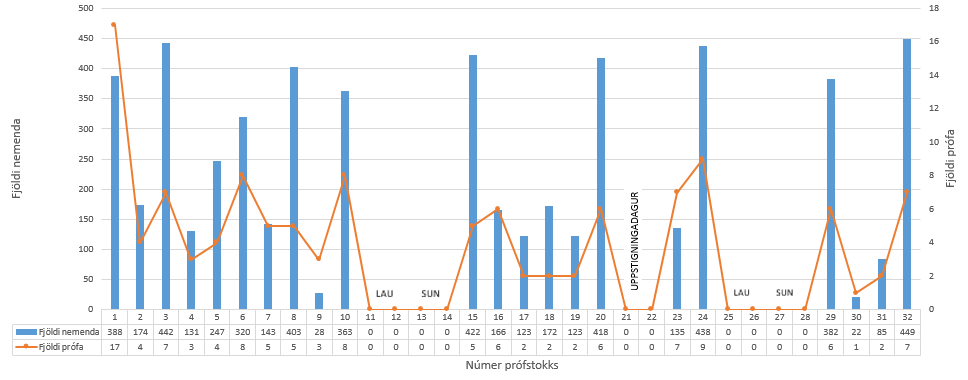 500 18
450 16
400 14
350 12
300
250 10
200 8
150 6
100 4
50 2
0 0
Fjöldi nemenda
Fjöldi prófa
LAU SUN
UPPSTIGNINGADAGUR
LAU SUN
1 2 3 4 5 6 7 8 9 10 11 12 13 14 15 16 17 18 19 20 21 22 23 24 25 26 27 28 29 30 31 32
Fjöldi nemenda 388 174 442 131 247 320 143 403 28 363 0 0 0 0 422 166 123 172 123 418 0 0 135 438 0 0 0 0 382 22 85 449
Fjöldi prófa 17 4 7 3 4 8 5 5 3 8 0 0 0 0 5 6 2 2 2 6 0 0 7 9 0 0 0 0 6 1 2 7
Númer prófstokks